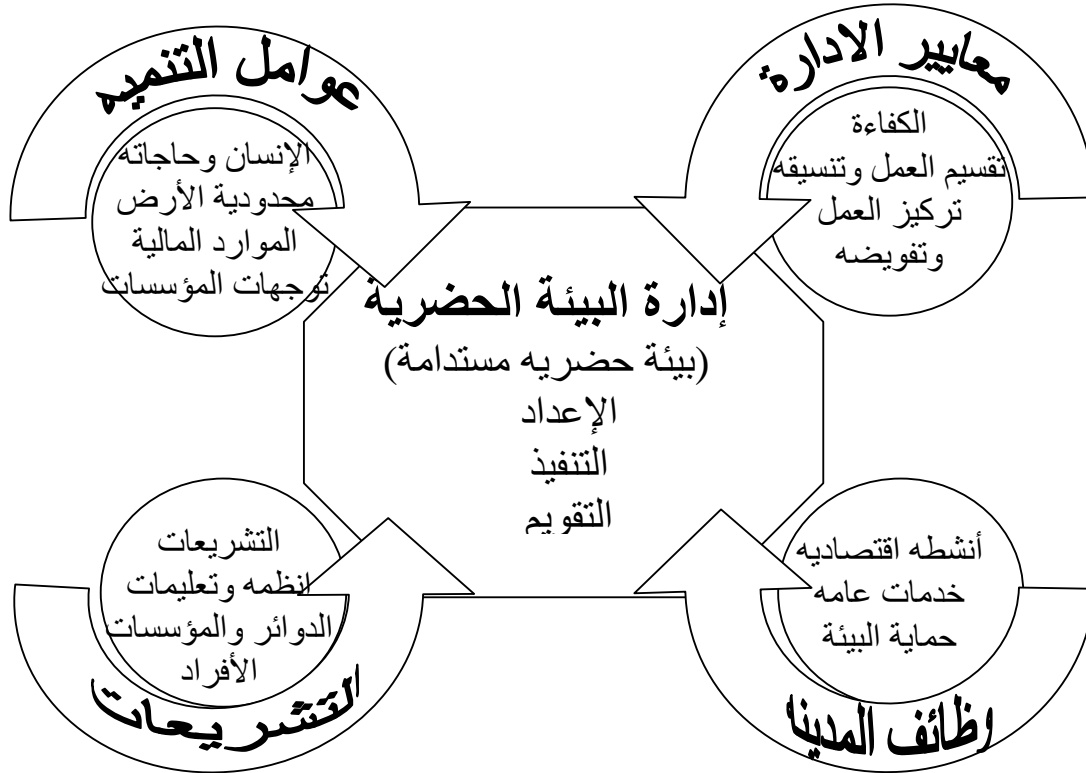 معايير الادارة
الكفاءة
تقسيم العمل وتنسيقه
تركيز العمل
وتفويضه
عوامل التنميه
الإنسان وحاجاته
محدودية الأرض
الموارد المالية
توجهات المؤسسات
إدارة البيئة الحضرية
(بيئة حضريه مستدامة)
الإعداد
التنفيذ
التقويم
أنشطه اقتصاديه
خدمات عامه
حماية البيئة
وظائف المدينه
التشريعات
انظمه وتعليمات
الدوائر والمؤسسات
الأفراد
التشريعات